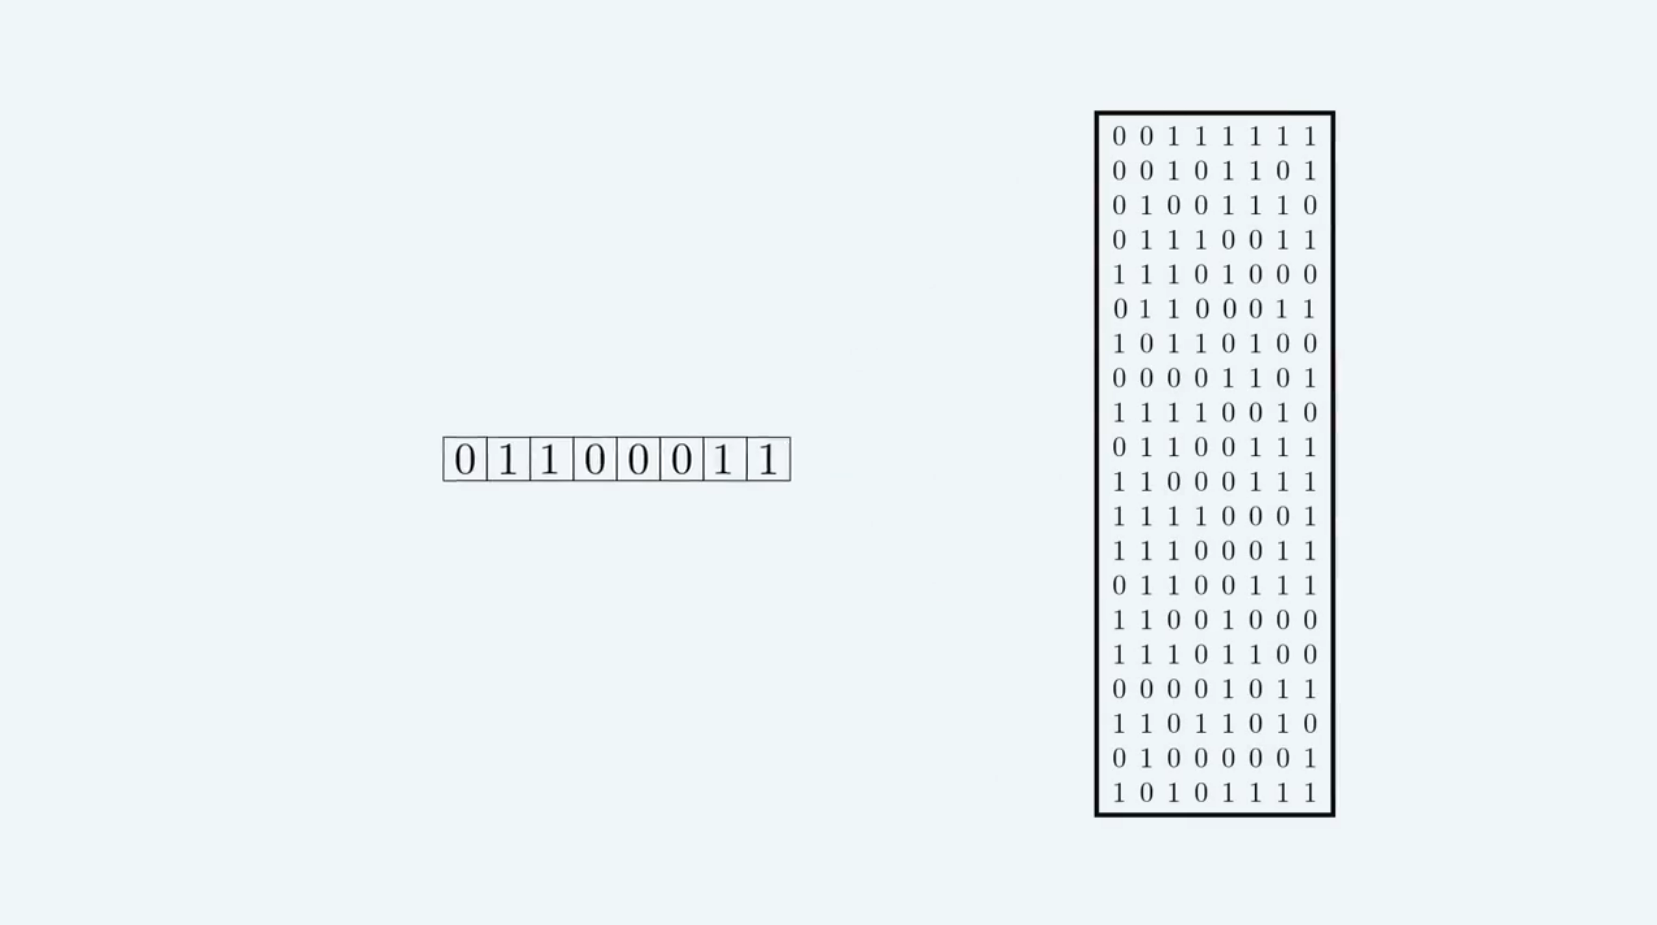 0 1 1 0 0 0 1 1
0 0 1 1 1 1 1 1
0 0 1 0 1 1 0 1
0 1 0 0 1 1 1 0
0 1 1 1 0 0 1 1
1 1 1 0 1 0 0 0
0 1 1 0 0 0 1 1
1 0 1 1 0 1 0 0
0 0 0 0 1 1 0 1
1 1 1 1 0 0 1 0
0 1 1 0 0 1 1 1
1 1 0 0 0 1 1 1
1 1 1 1 0 0 0 1
1 1 1 0 0 0 1 1
0 1 1 0 0 1 1 1
1 1 0 0 1 0 0 0
1 1 1 0 1 1 0 0
0 0 0 0 1 0 1 1
1 1 0 1 1 0 1 0
0 1 0 0 0 0 0 1
1 0 1 0 1 1 1 1